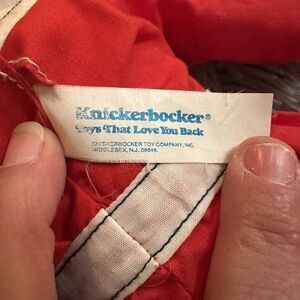 Knickerbocker®
Toys That Love You Back
KNICKERBOCKER TOY COMPANY, INC.
MIDDLESEX, N.J. 08846.